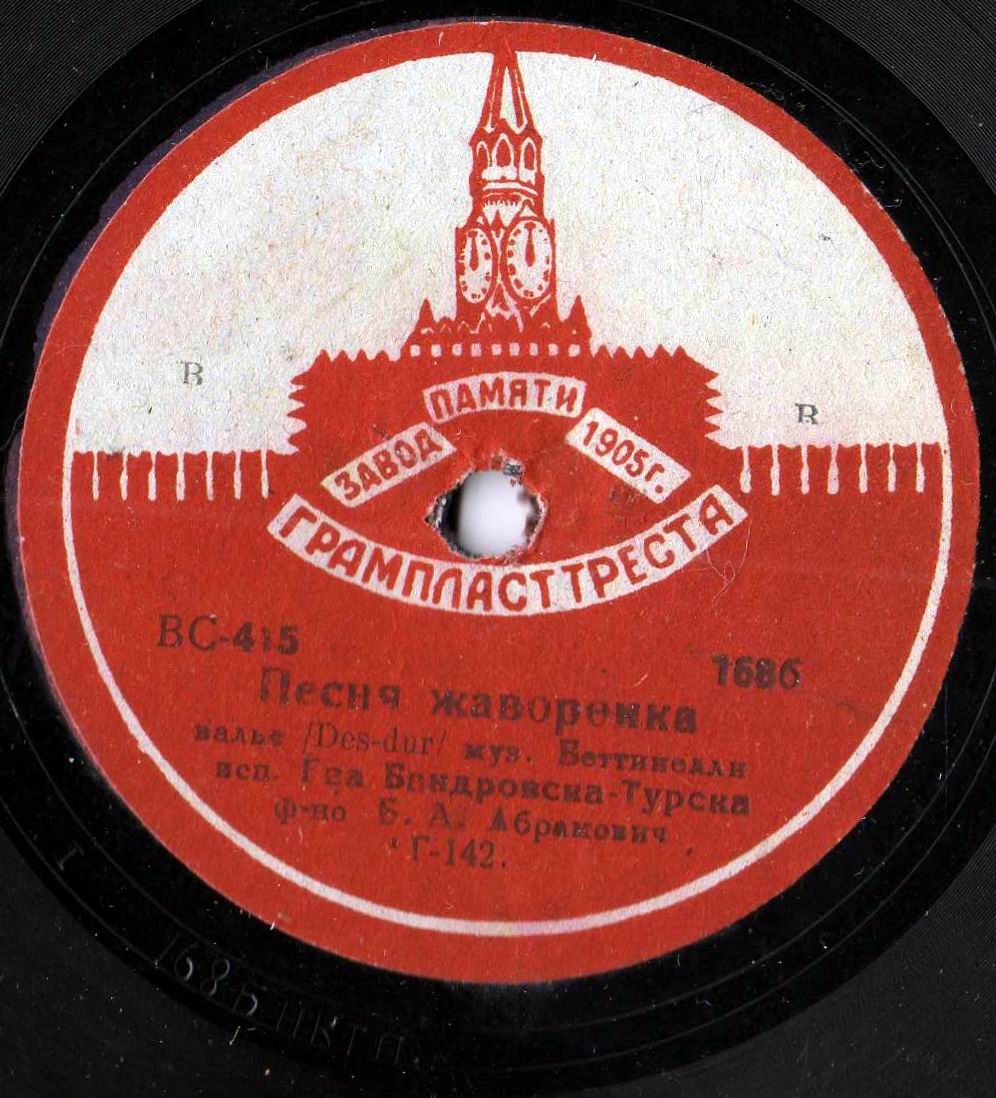 В
В
ЗАВОД ПАМЯТИ 1905г.
ГРАМПЛАСТТРЕСТА
ВС-415
1686
Песня жаворонка
вальс /Des-dur/ муз. Беттинелли
исп. Ева Бандровска-Турска
ф-но Б. А. Абрамович
Г-142.